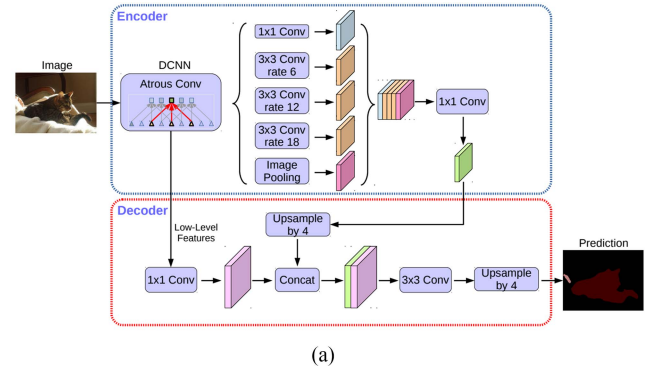 Encoder
Image
DCNN
Atrous Conv
1x1 Conv
3x3 Conv
rate 6
3x3 Conv
rate 12
3x3 Conv
rate 18
Image
Pooling
1x1 Conv
Decoder
Low-Level
Features
Upsample
by 4
1x1 Conv
Concat
3x3 Conv
Upsample
by 4
Prediction
(a)